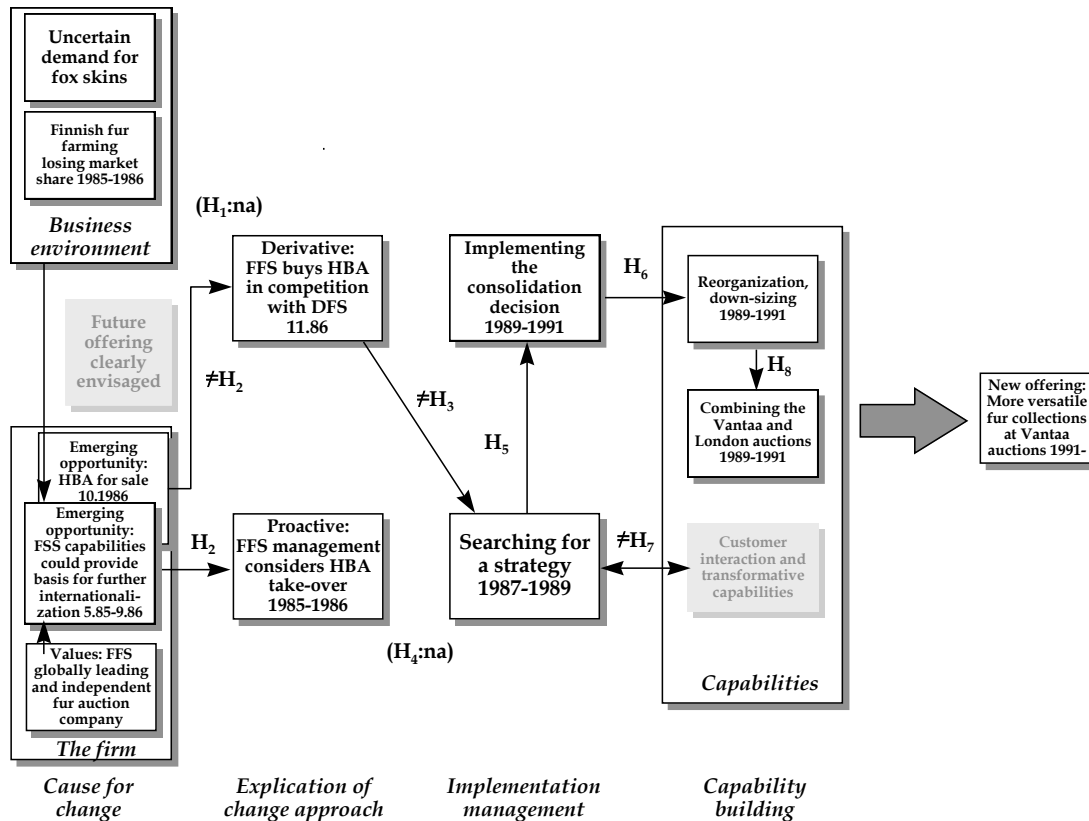 Uncertain
demand for
fox skins
Finnish fur
farming
losing market
share 1985-1986
Business
environment
Future
offering
clearly
envisaged
Emerging
opportunity:
HBA for sale
10.1986
Emerging
opportunity:
FSS capabilities
could provide
basis for further
internationali-
zation 5.85-9.86
Values: FFS
globally leading
and independent
fur auction
company
The firm
Cause for
change
(H₁:na)
Derivative:
FFS buys HBA
in competition
with DFS
11.86
≠H₂
H₂
Proactive:
FFS management
considers HBA
take-over
1985-1986
Explication of
change approach
≠H₃
Implementing
the
consolidation
decision
1989-1991
H₅
Searching for
a strategy
1987-1989
(H₄:na)
Implementation
management
H₆
≠H₇
Reorganization,
down-sizing
1989-1991
H₈
Combining the
Vantaa and
London auctions
1989-1991
Customer
interaction and
transformative
capabilities
Capabilities
Capability
building
New offering:
More versatile
fur collections
at Vantaa
auctions 1991-